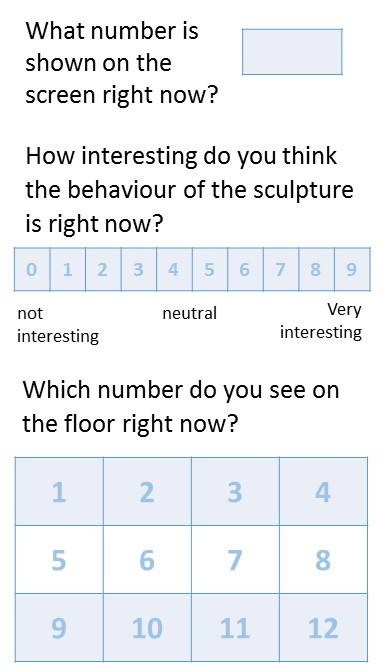 What number is
shown on the
screen right now?
How interesting do you think
the behaviour of the sculpture
is right now?
0 1 2 3 4 5 6 7 8 9
not interesting
neutral
Very interesting
Which number do you see on
the floor right now?
1 2 3 4
5 6 7 8
9 10 11 12